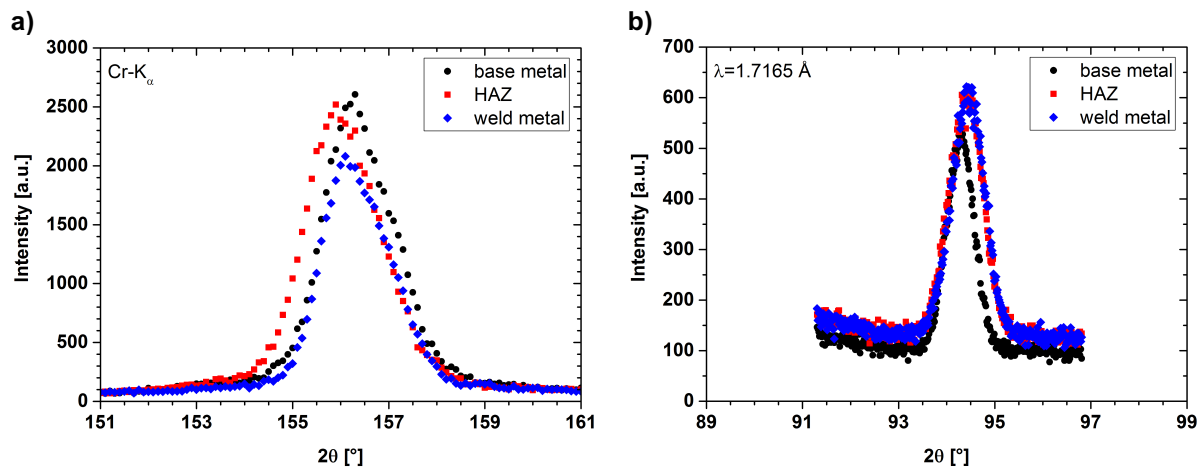 a)
Cr-Kα
base metal
HAZ
weld metal
3000
2500
2000
1500
1000
500
0
Intensity [a.u.]
151 153 155 157 159 161
2θ [°]
b)
λ=1.7165 Å
base metal
HAZ
weld metal
700
600
500
400
300
200
100
0
Intensity [a.u.]
89 91 93 95 97 99
2θ [°]